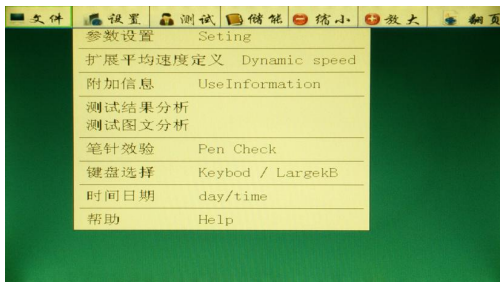 文件 设置 测试 储能 缩小 放大 翻页
参数设置 Seting
扩展平均速度定义 Dynamic speed
附加信息 UseInformation
测试结果分析
测试图文分析
笔针效验 Pen Check
键盘选择 Keybod / LargekB
时间日期 day/time
帮助 Help